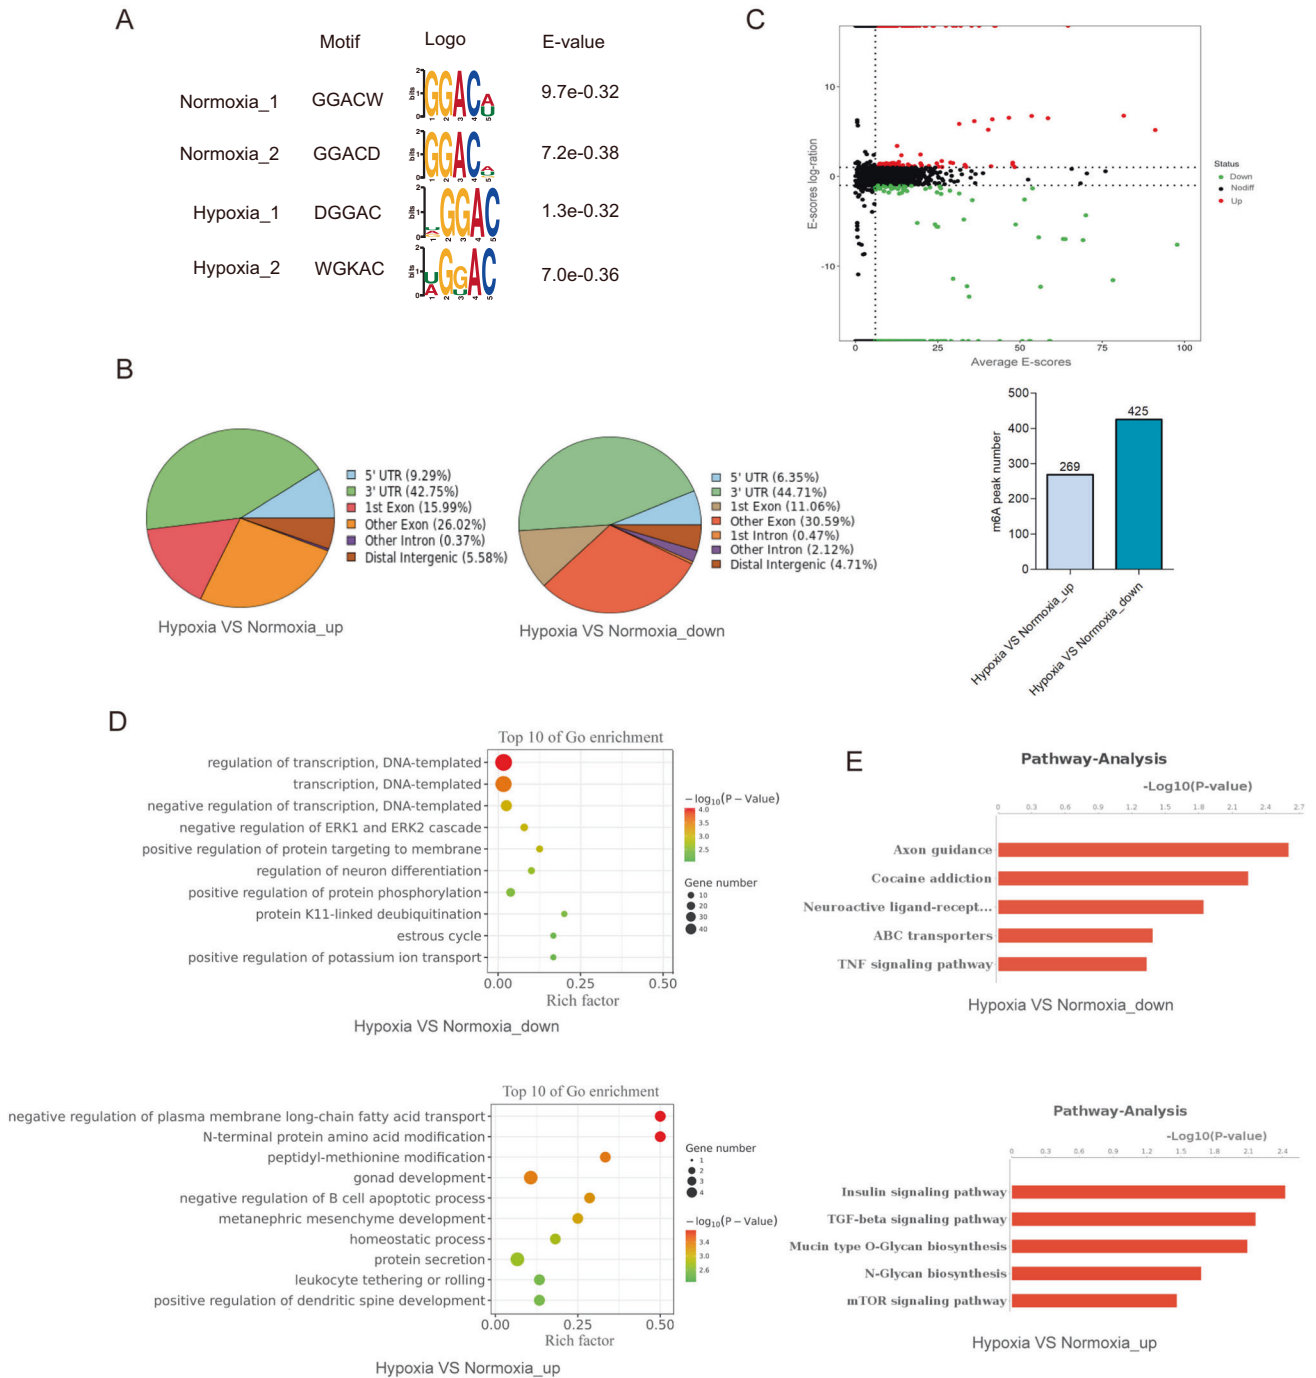 A
Motif Logo E-value
Normoxia_1 GGACW 9.7e-0.32
Normoxia_2 GGACD 7.2e-0.38
Hypoxia_1 DGGAC 1.3e-0.32
Hypoxia_2 WGKAC 7.0e-0.36
C
E-scores log-ration
10
0
-10
0 25 50 75 100
Average E-scores
Status
Down
Nodiff
Up
m6A peak number
500
400
300
200
100
0
269
425
Hypoxia VS Normoxia_up
Hypoxia VS Normoxia_down
B
5' UTR (9.29%)
3' UTR (42.75%)
1st Exon (15.99%)
Other Exon (26.02%)
Other Intron (0.37%)
Distal Intergenic (5.58%)
Hypoxia VS Normoxia_up
5' UTR (6.35%)
3' UTR (44.71%)
1st Exon (11.06%)
Other Exon (30.59%)
1st Intron (0.47%)
Other Intron (2.12%)
Distal Intergenic (4.71%)
Hypoxia VS Normoxia_down
D
Top 10 of Go enrichment
regulation of transcription, DNA-templated
transcription, DNA-templated
negative regulation of transcription, DNA-templated
negative regulation of ERK1 and ERK2 cascade
positive regulation of protein targeting to membrane
regulation of neuron differentiation
positive regulation of protein phosphorylation
protein K11-linked deubiquitination
estrous cycle
positive regulation of potassium ion transport
0.00 0.25 0.50
Rich factor
−log10(P−Value)
4.0
3.5
3.0
2.5
Gene number
10
20
30
40
Hypoxia VS Normoxia_down
Top 10 of Go enrichment
negative regulation of plasma membrane long-chain fatty acid transport
N-terminal protein amino acid modification
peptidyl-methionine modification
gonad development
negative regulation of B cell apoptotic process
metanephric mesenchyme development
homeostatic process
protein secretion
leukocyte tethering or rolling
positive regulation of dendritic spine development
0.00 0.25 0.50
Rich factor
Gene number
1
2
3
4
−log10(P−Value)
3.4
3.0
2.6
Hypoxia VS Normoxia_up
E
Pathway-Analysis
-Log10(P-value)
0 0.3 0.6 0.9 1.2 1.5 1.8 2.1 2.4 2.7
Axon guidance
Cocaine addiction
Neuroactive ligand-recept...
ABC transporters
TNF signaling pathway
Hypoxia VS Normoxia_down
Pathway-Analysis
-Log10(P-value)
0 0.3 0.6 0.9 1.2 1.5 1.8 2.1 2.4
Insulin signaling pathway
TGF-beta signaling pathway
Mucin type O-Glycan biosynthesis
N-Glycan biosynthesis
mTOR signaling pathway
Hypoxia VS Normoxia_up